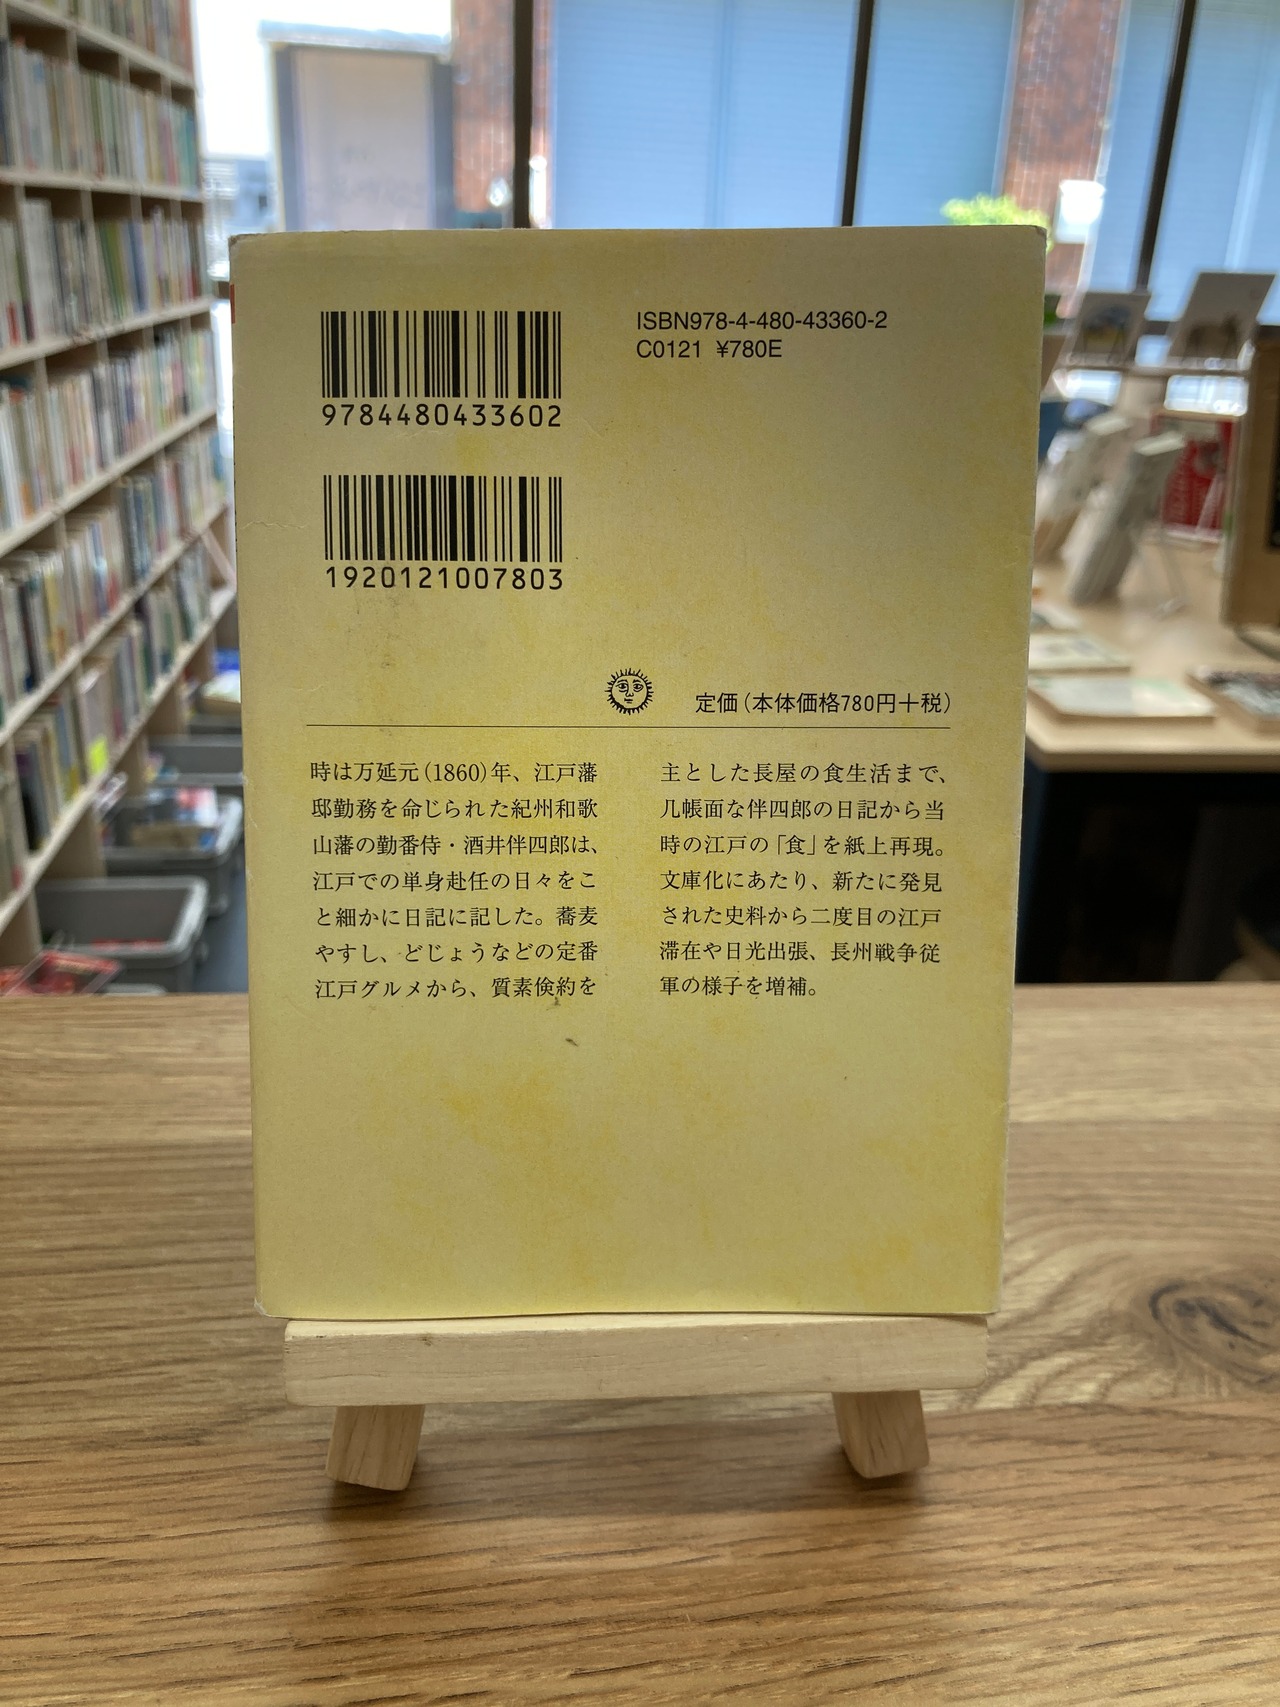 9784480433602
ISBN978-4-480-43360-2
C0121 ¥780E
1920121007803
定価(本体価格780円+税)
時は万延元(1860)年、江戸藩
邸勤務を命じられた紀州和歌
山藩の勤番侍・酒井伴四郎は、
江戸での単身赴任の日々をこ
と細かに日記に記した。蕎麦
やすし、どじょうなどの定番
江戸グルメから、質素倹約を
主とした長屋の食生活まで、
几帳面な伴四郎の日記から当
時の江戸の「食」を紙上再現。
文庫化にあたり、新たに発見
された史料から二度目の江戸
滞在や日光出張、長州戦争従
軍の様子を増補。